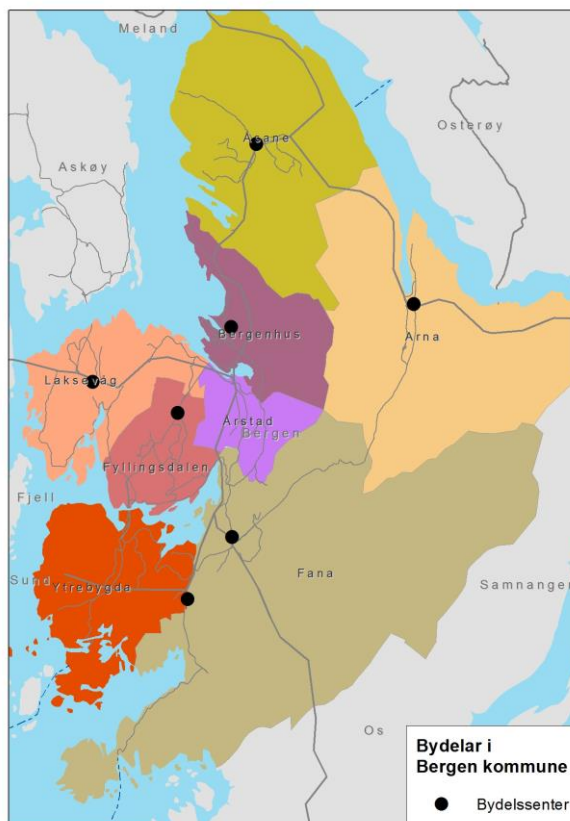 Meland
Osterøy
Åsane
Askøy
Bergenhus
Arna
Laksevåg
Årstad
Bergen
Fyllingsdalen
Fjell
Fana
Sund
Ytrebygda
Samnanger
Os
Bydelar i
Bergen kommune
Bydelssenter